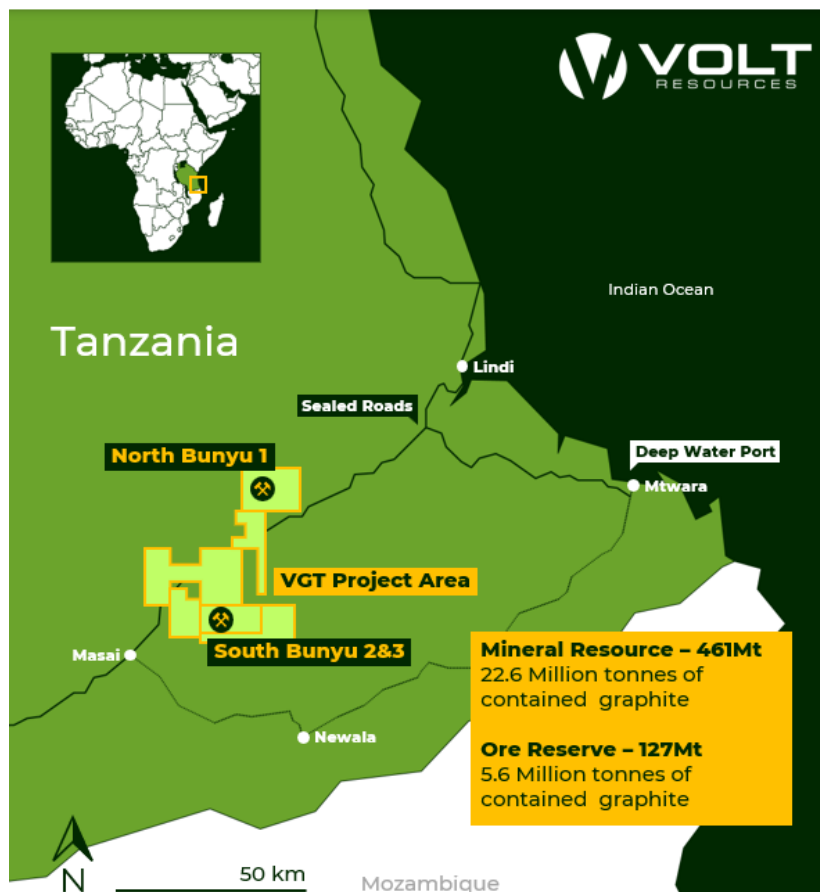 VOLT
RESOURCES
Indian Ocean
Tanzania
Lindi
Sealed Roads
North Bunyu 1
Deep Water Port
Mtwara
VGT Project Area
South Bunyu 2&3
Masai
Mineral Resource – 461Mt
22.6 Million tonnes of
contained graphite
Newala
Ore Reserve – 127Mt
5.6 Million tonnes of
contained graphite
N
50 km
Mozambique